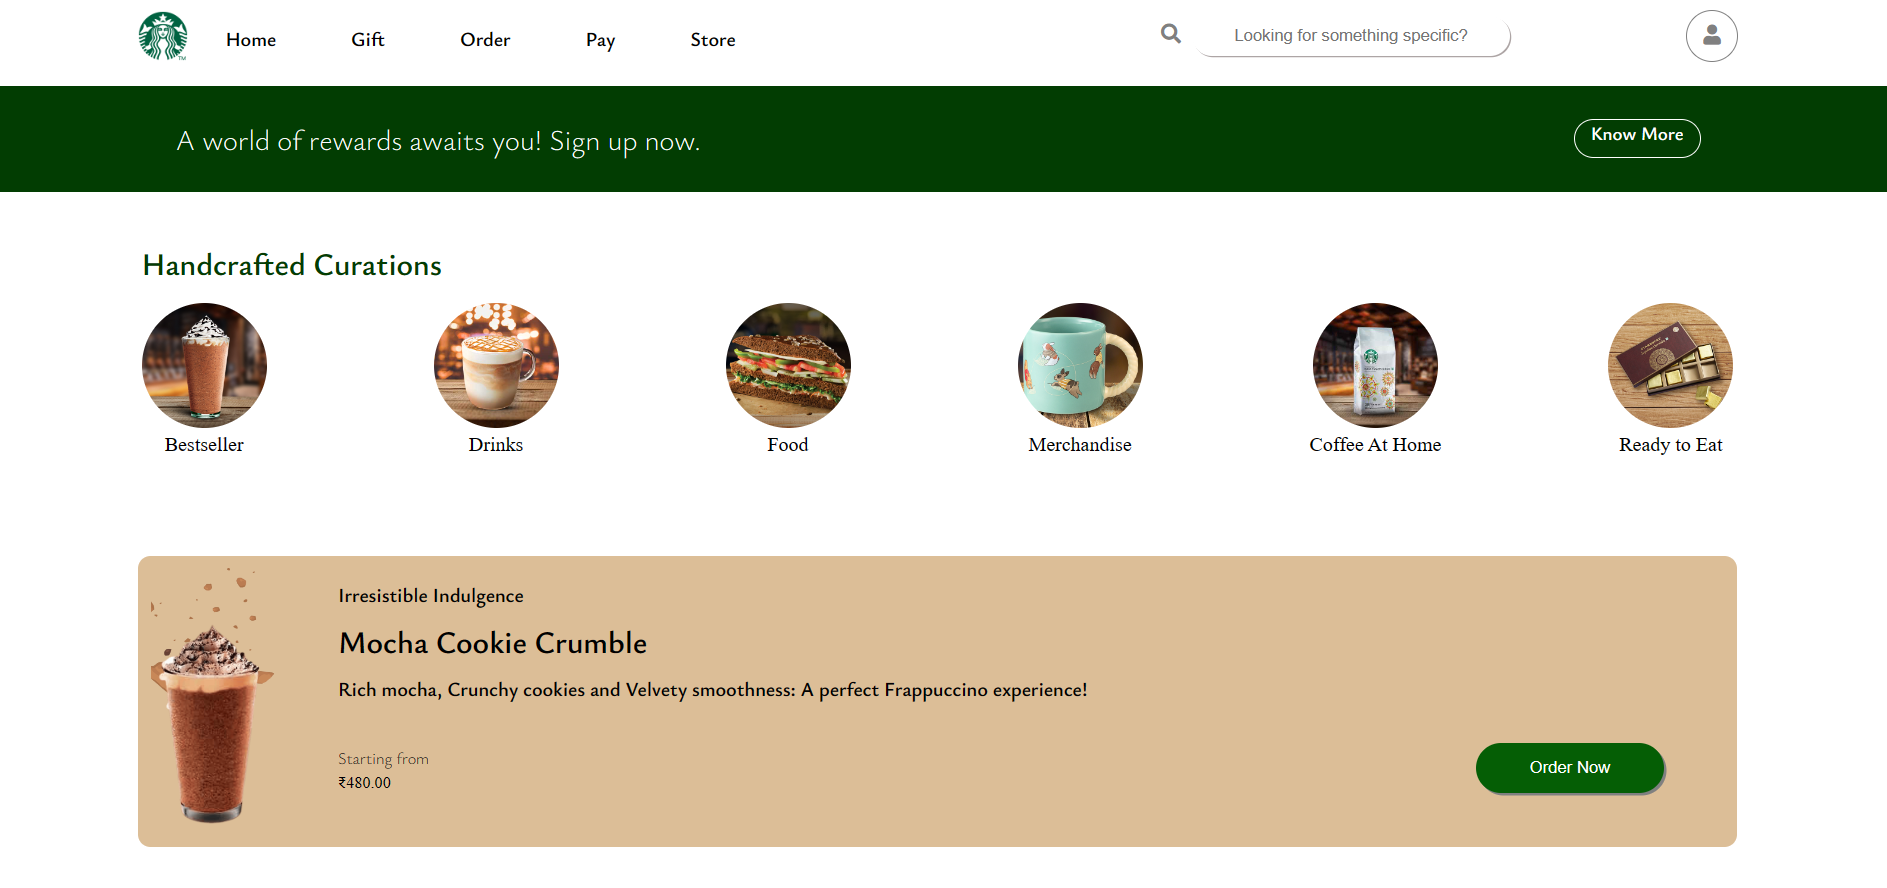 Home Gift Order Pay Store Looking for something specific?
A world of rewards awaits you! Sign up now. Know More
Handcrafted Curations
Bestseller Drinks Food Merchandise Coffee At Home Ready to Eat
Irresistible Indulgence
Mocha Cookie Crumble
Rich mocha, Crunchy cookies and Velvety smoothness: A perfect Frappuccino experience!
Starting from
₹480.00
Order Now